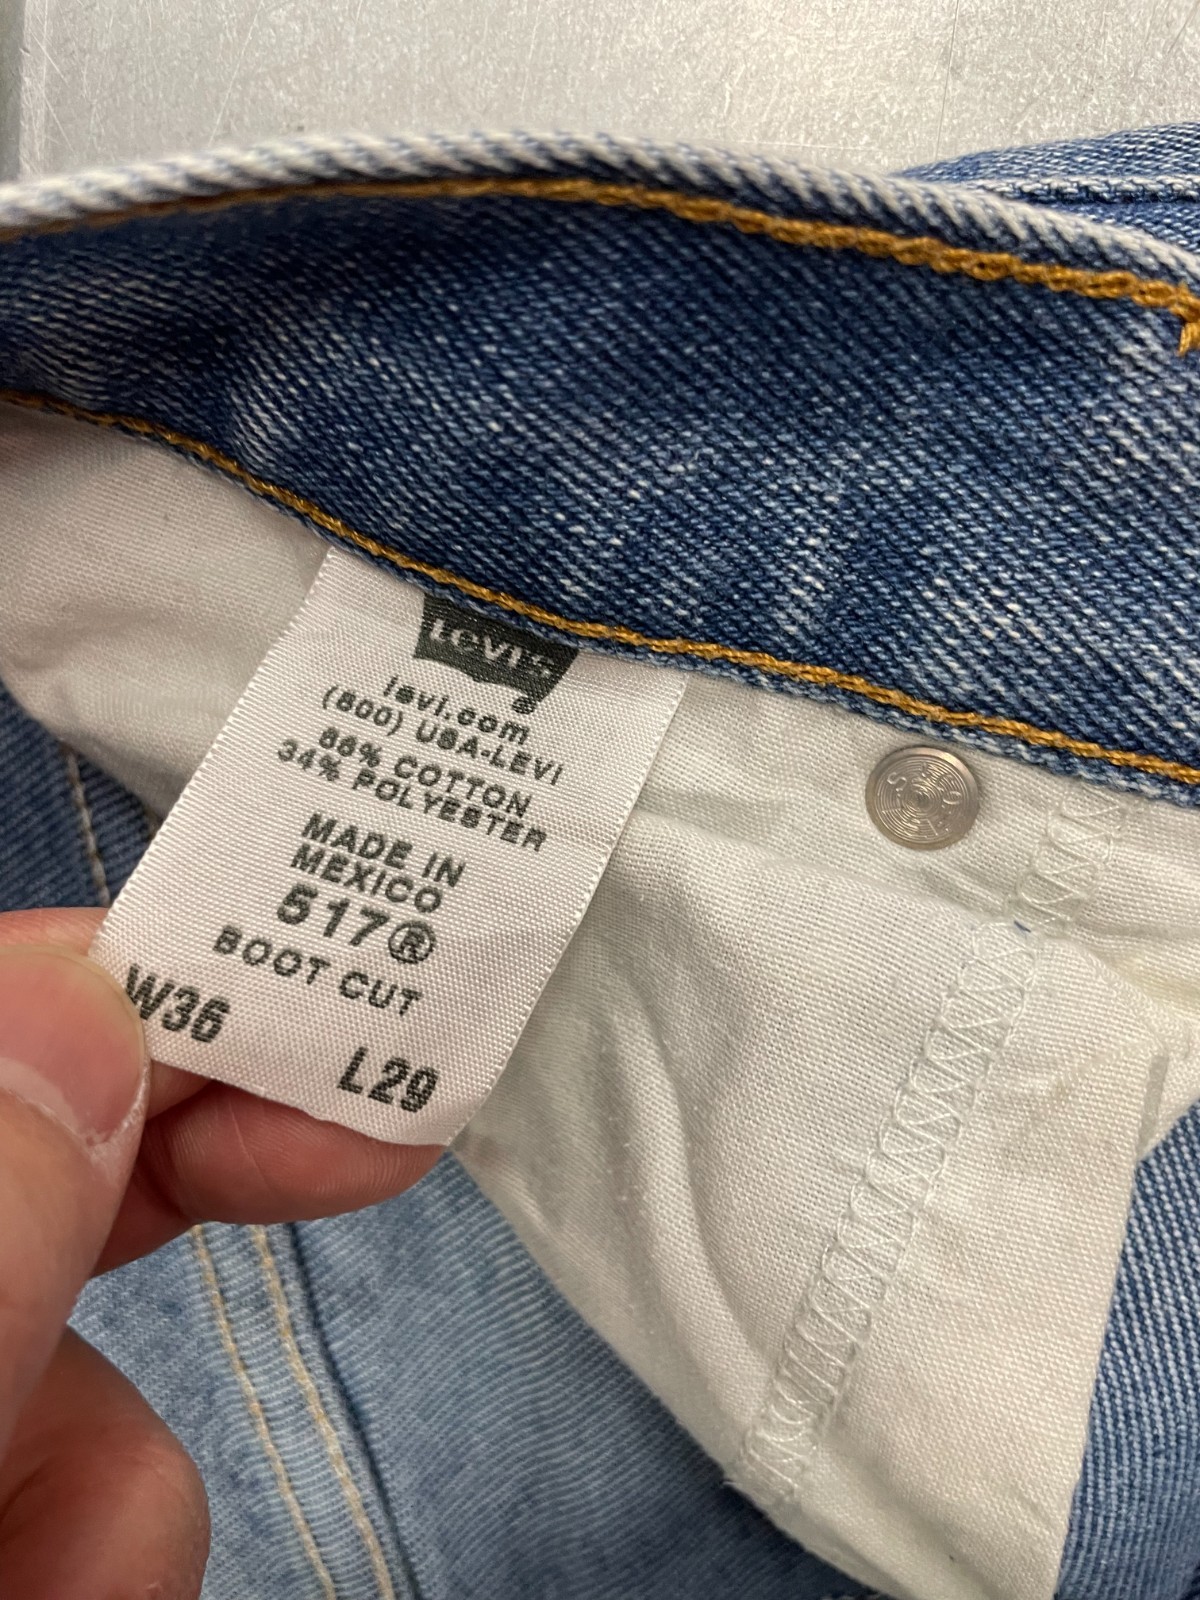 Levi's
levi.com
(800) USA-LEVI
66% COTTON
34% POLYESTER
MADE IN
MEXICO
517®
BOOT CUT
W36
L29